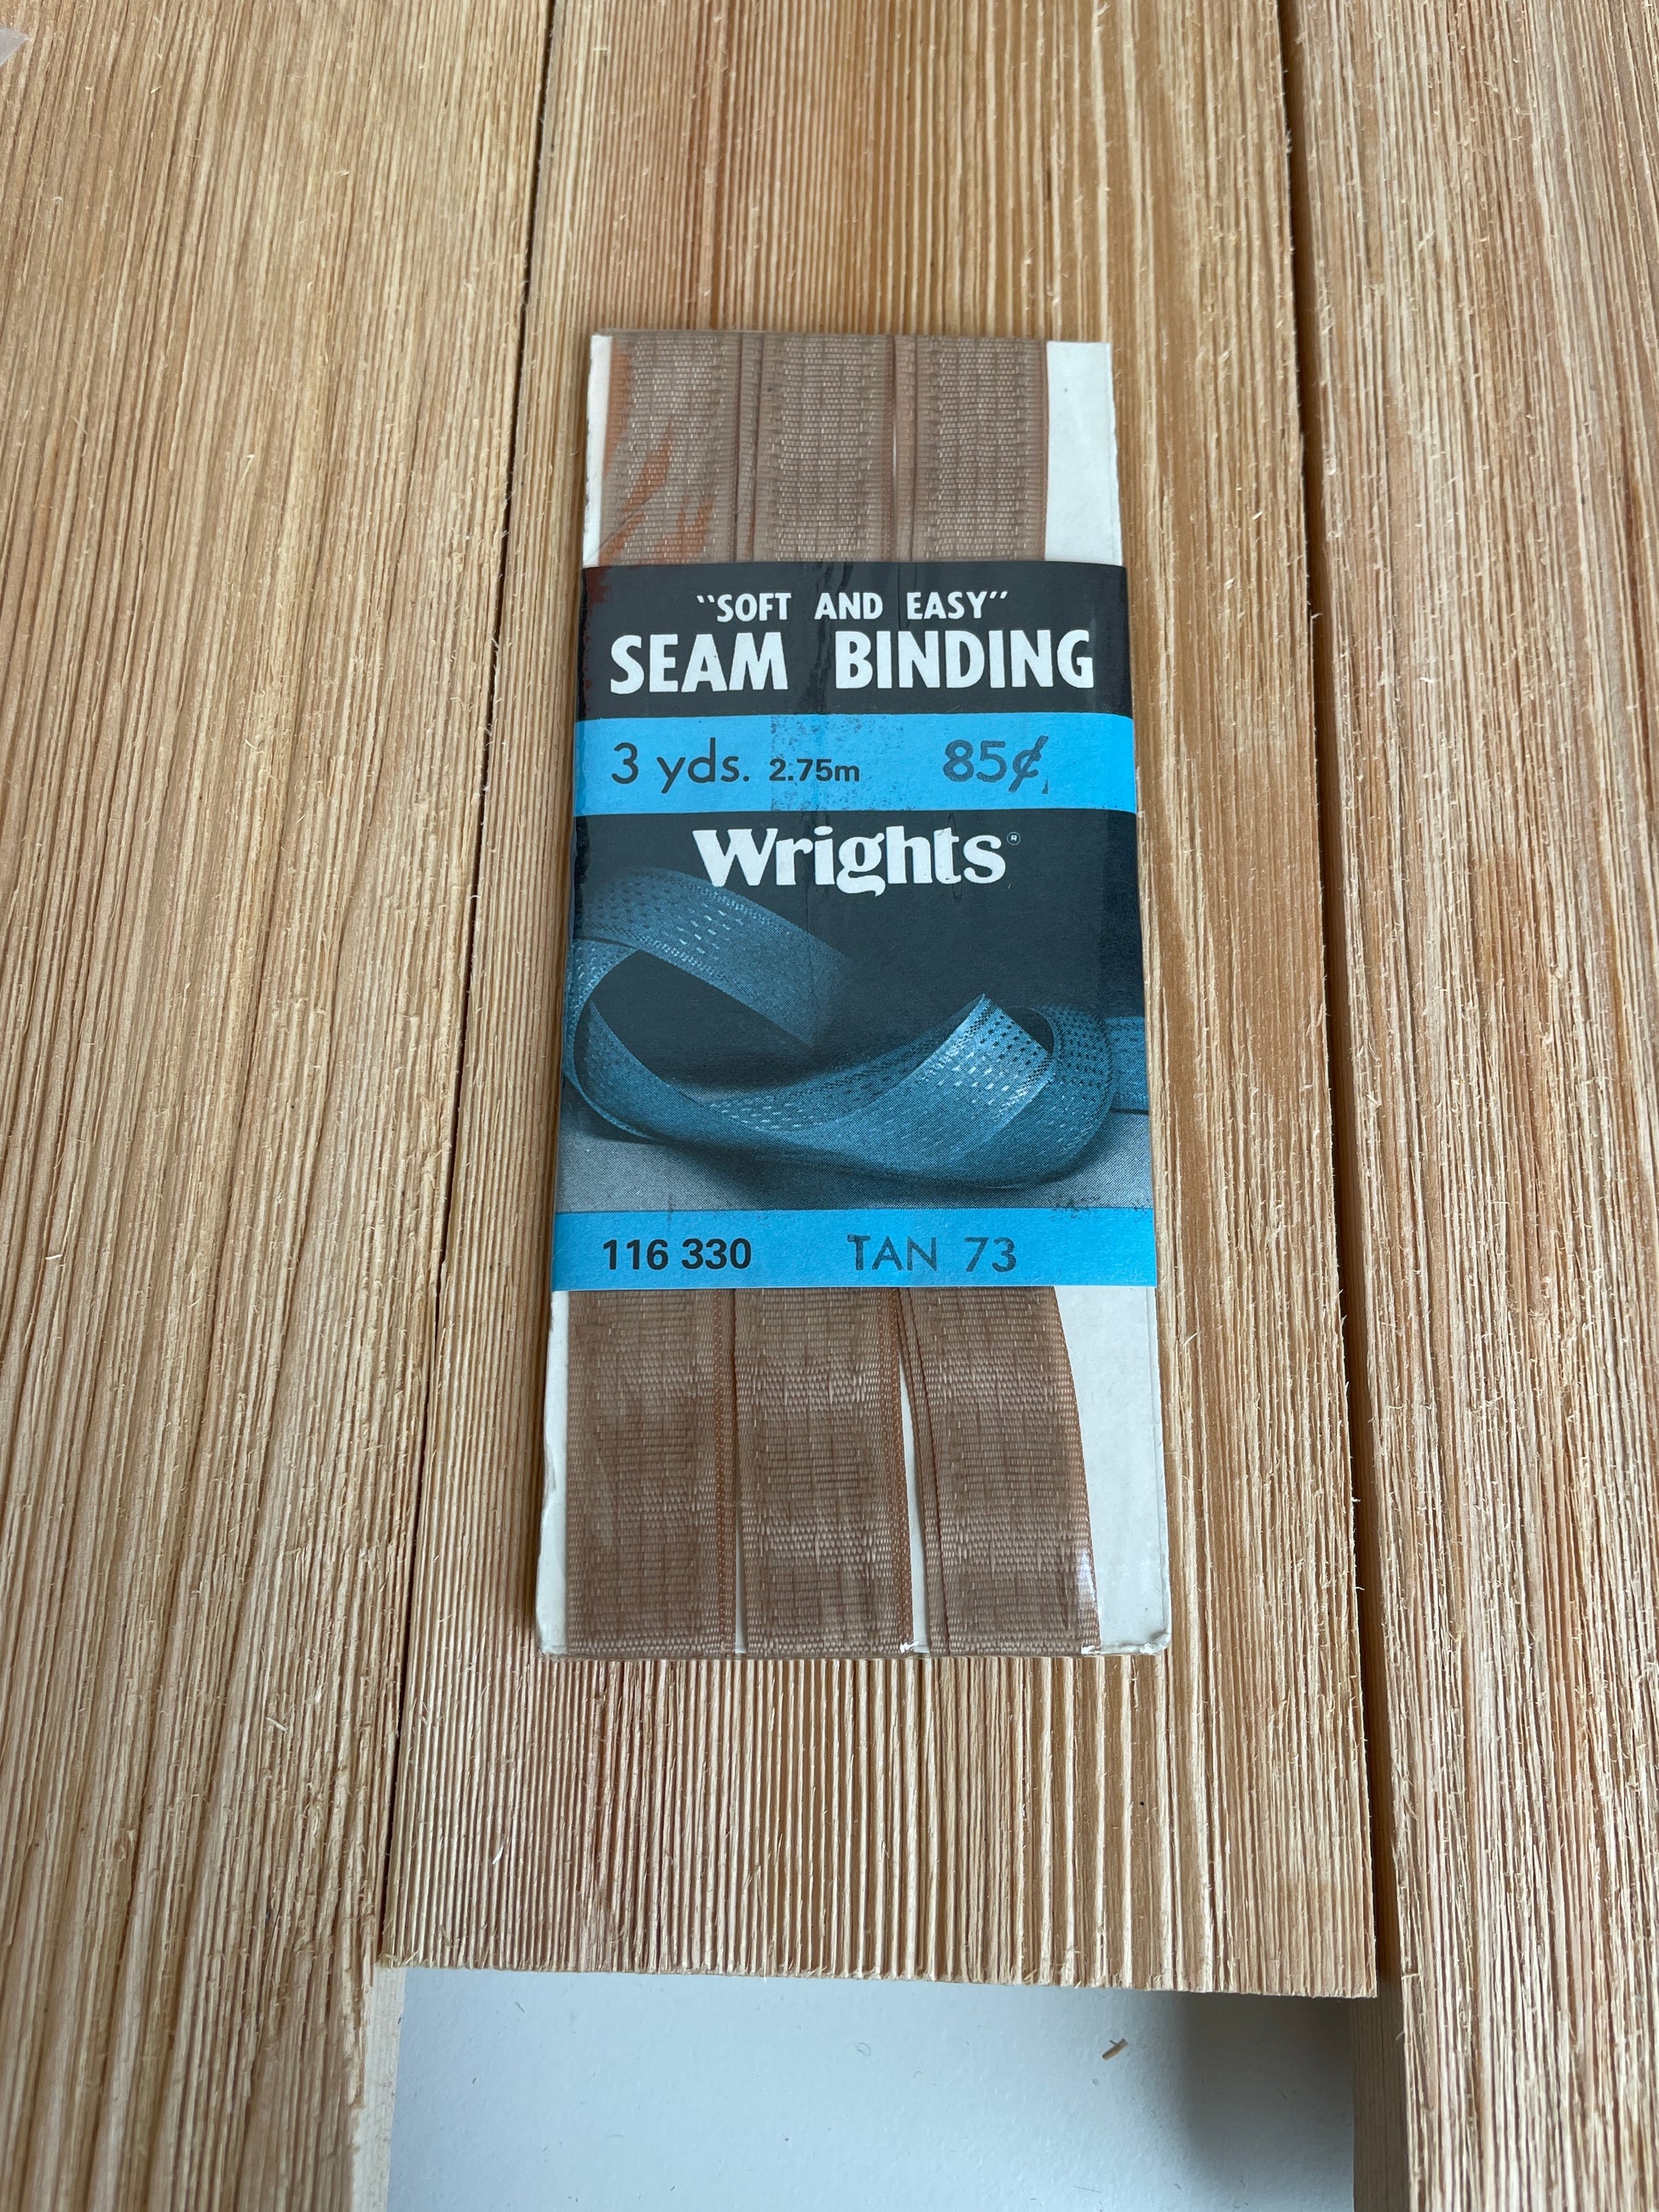 "SOFT AND EASY"
SEAM BINDING
3 yds. 2.75m 85¢
Wrights®
116 330 TAN 73